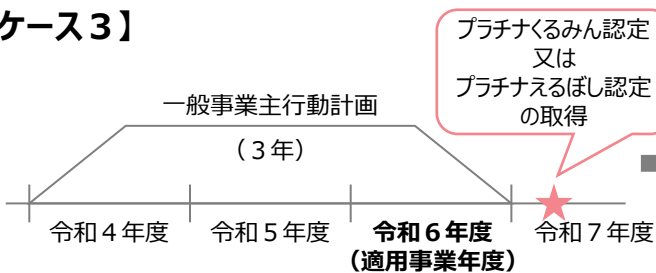 ケース３】
プラチナくるみん認定
又は
プラチナえるぼし認定
の取得
一般事業主行動計画
（３年）
令和４年度
令和５年度
令和６年度
（適用事業年度）
令和７年度